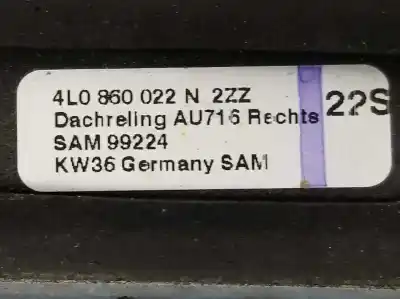 4L0 860 022 N 2ZZ
Dachreling AU716 Rechts 22S
SAM 99224
KW36 Germany SAM